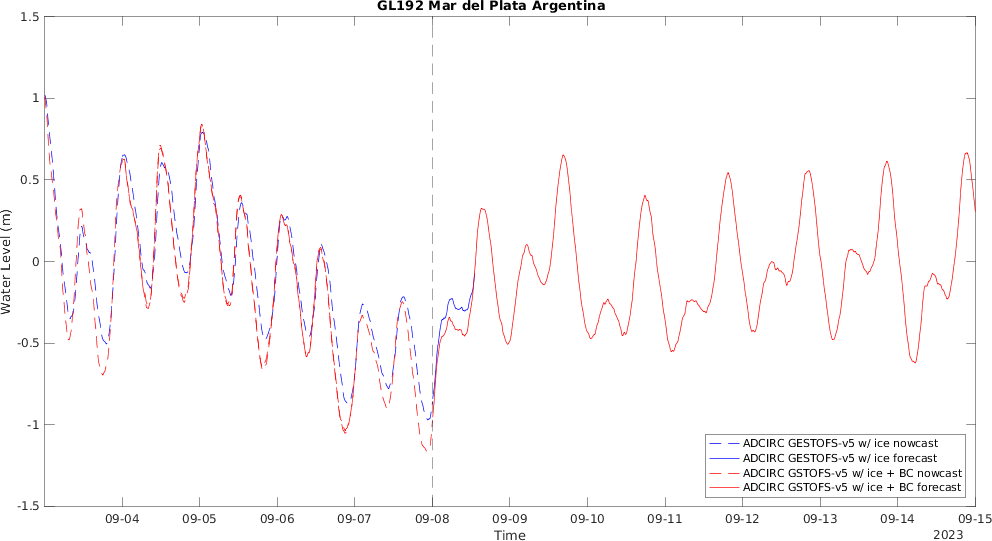 GL192 Mar del Plata Argentina
1.5
1
0.5
0
-0.5
-1
-1.5
Water Level (m)
09-04 09-05 09-06 09-07 09-08 09-09 09-10 09-11 09-12 09-13 09-14 09-15
Time
2023
ADCIRC GESTOFS-v5 w/ ice nowcast
ADCIRC GESTOFS-v5 w/ ice forecast
ADCIRC GSTOFS-v5 w/ ice + BC nowcast
ADCIRC GSTOFS-v5 w/ ice + BC forecast